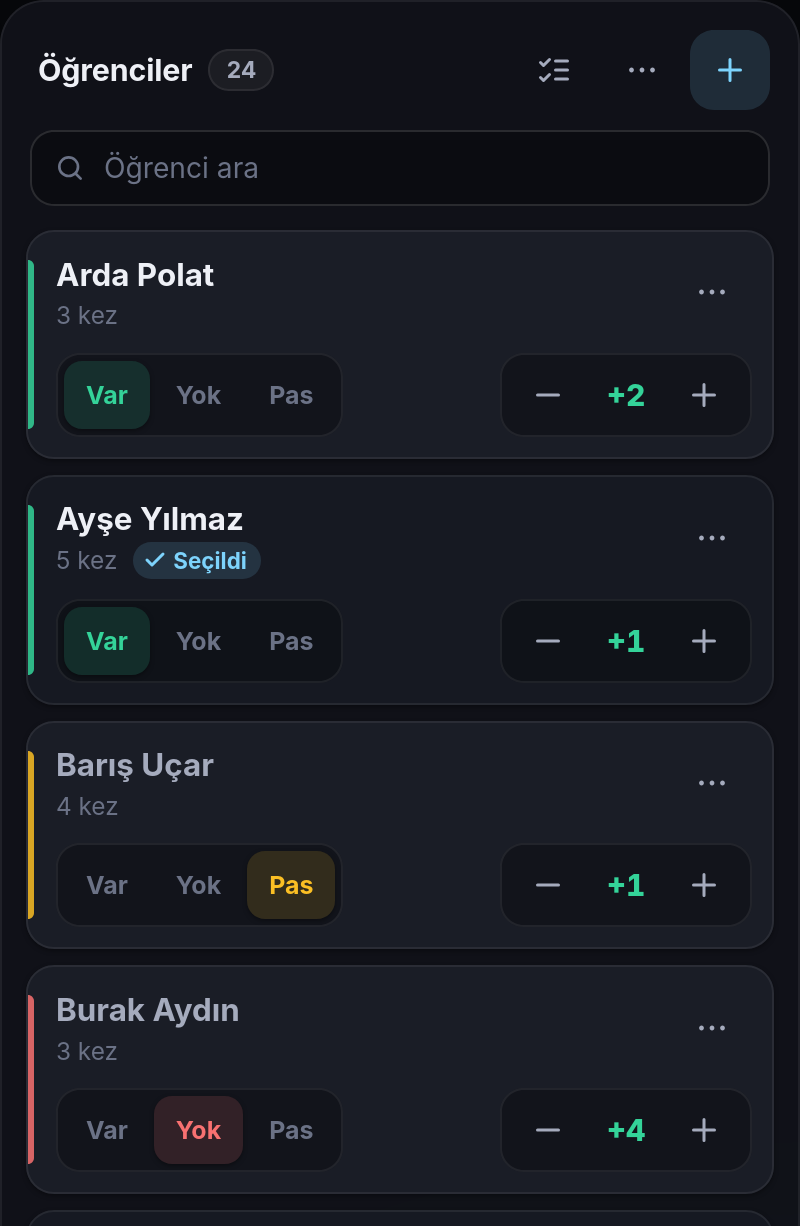 Öğrenciler 24
Öğrenci ara
Arda Polat
3 kez
Var Yok Pas +2
Ayşe Yılmaz
5 kez Seçildi
Var Yok Pas +1
Barış Uçar
4 kez
Var Yok Pas +1
Burak Aydın
3 kez
Var Yok Pas +4